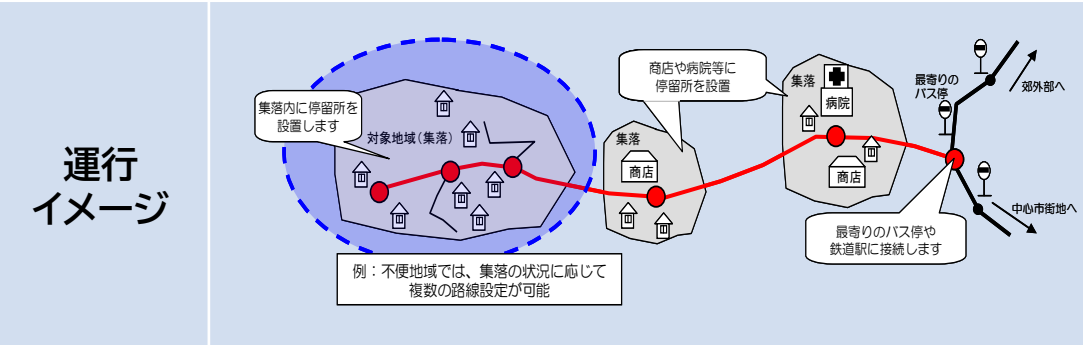 運行
イメージ
集落内に停留所を
設置します
対象地域(集落)
例：不便地域では、集落の状況に応じて
複数の路線設定が可能
集落
商店
商店や病院等に
停留所を設置
集落
病院
商店
最寄りの
バス停
郊外部へ
中心市街地へ
最寄りのバス停や
鉄道駅に接続します